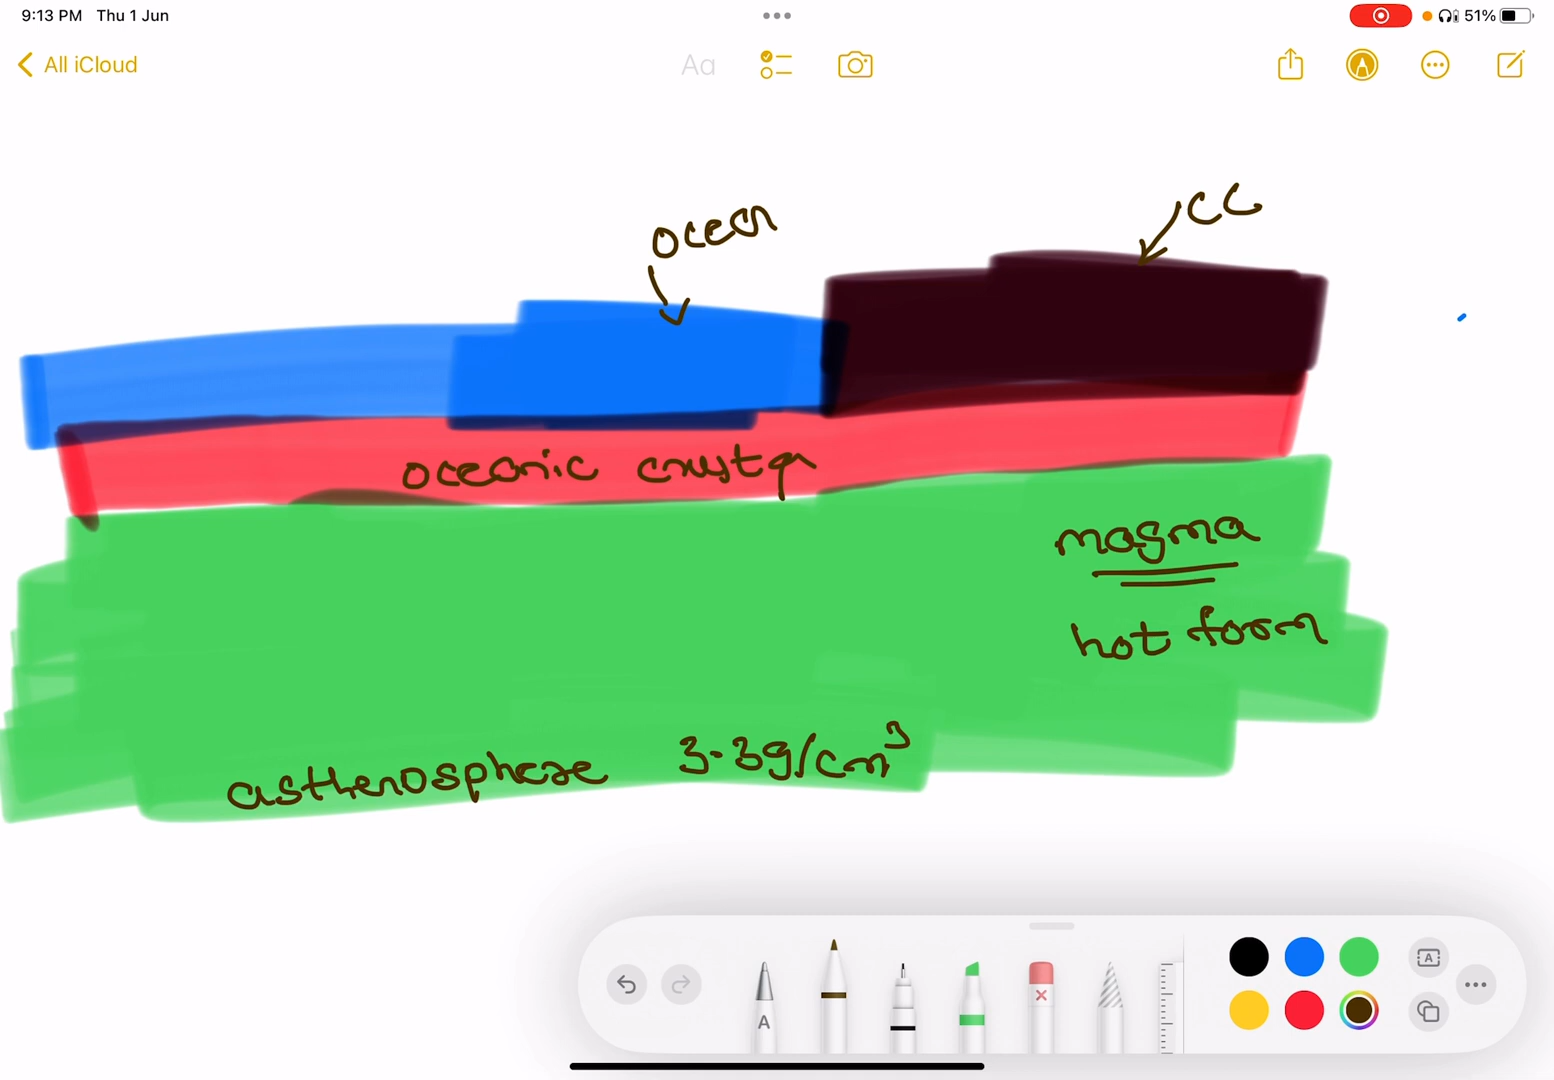 9:13 PM Thu 1 Jun
51%
All iCloud
Aa
ocean
CC
oceanic crusta
magma
hot form
asthenosphere 3.3g/cm³
A
A